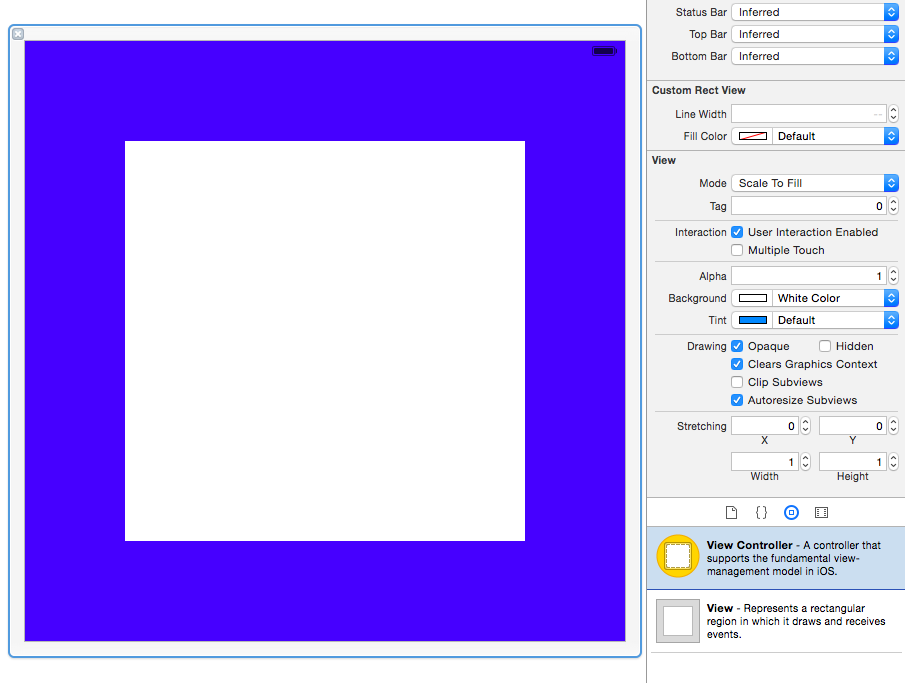 Status Bar Inferred
Top Bar Inferred
Bottom Bar Inferred
Custom Rect View
Line Width --
Fill Color Default
View
Mode Scale To Fill
Tag 0
Interaction User Interaction Enabled
Multiple Touch
Alpha 1
Background White Color
Tint Default
Drawing Opaque Hidden
Clears Graphics Context
Clip Subviews
Autoresize Subviews
Stretching 0 0
X Y
1 1
Width Height
{}
View Controller - A controller that
supports the fundamental view-
management model in iOS.
View - Represents a rectangular
region in which it draws and receives
events.